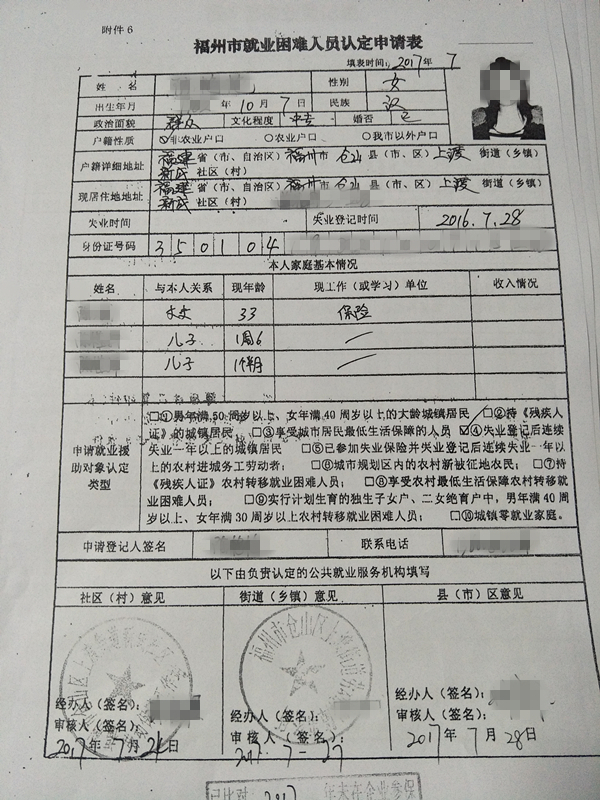 附件6
福州市就业困难人员认定申请表
填表时间：2017年7
姓 名 性别 女
出生年月 年10月7日 民族 汉
政治面貌 群众 文化程度 中专 婚否 已
户籍性质 ☑非农业户口 ○农业户口 ○我市以外户口
户籍详细地址 福建省（市、自治区）福州市仓山县（市、区）上渡街道（乡镇）
新民社区（村）
现居住地地址 福建省（市、自治区）福州市仓山县（市、区）上渡街道（乡镇）
新民社区（村）
失业时间 失业登记时间 2016.7.28
身份证号码 350104
本人家庭基本情况
姓名 与本人关系 现年龄 现工作（或学习）单位 收入情况
丈夫 33 保险
儿子 1周6
儿子 1个月
申请就业援助对象认定类型
□①男年满50周岁以上、女年满40周岁以上的大龄城镇居民 □②持《残疾人
证》的城镇居民 □③享受城市居民最低生活保障的人员 ☑④失业登记后连续
失业一年以上的城镇居民 □⑤已参加失业保险并失业登记后连续失业一年以
上的农村进城务工劳动者； □⑥城市规划区内的农村新被征地农民； □⑦持
《残疾人证》农村转移就业困难人员； □⑧享受农村最低生活保障农村转移就
业困难人员； □⑨实行计划生育的独生子女户、二女绝育户中，男年满40周
岁以上、女年满30周岁以上农村转移就业困难人员； □⑩城镇零就业家庭。
申请登记人签名 联系电话
以下由负责认定的公共就业服务机构填写
社区（村）意见 街道（乡镇）意见 县（市）区意见
福州市仓山区上渡街道
经办人（签名）： 经办人（签名）： 经办人（签名）：
审核人（签名）： 审核人（签名）： 审核人（签名）：
2017年7月24日 2017-7-27 2017年7月28日
已比对 2017 年未在企业参保